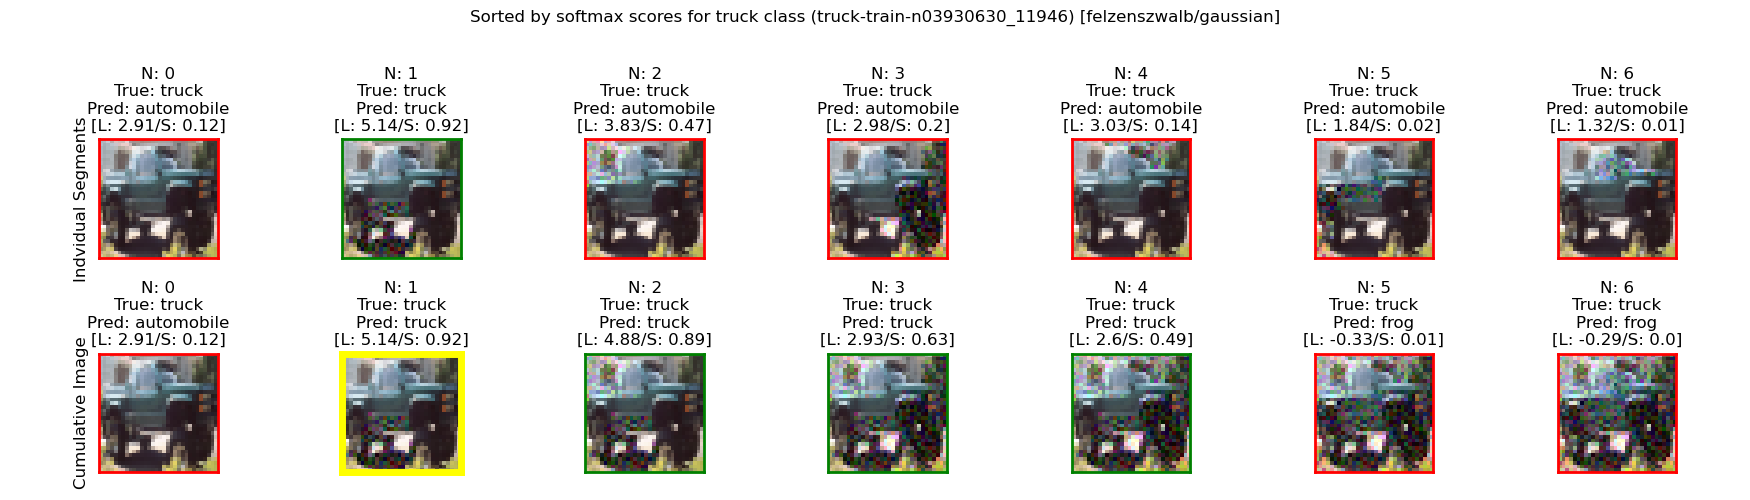 Sorted by softmax scores for truck class (truck-train-n03930630_11946) [felzenszwalb/gaussian]
Indvidual Segments
N: 0
True: truck
Pred: automobile
[L: 2.91/S: 0.12]
N: 1
True: truck
Pred: truck
[L: 5.14/S: 0.92]
N: 2
True: truck
Pred: automobile
[L: 3.83/S: 0.47]
N: 3
True: truck
Pred: automobile
[L: 2.98/S: 0.2]
N: 4
True: truck
Pred: automobile
[L: 3.03/S: 0.14]
N: 5
True: truck
Pred: automobile
[L: 1.84/S: 0.02]
N: 6
True: truck
Pred: automobile
[L: 1.32/S: 0.01]
Cumulative Image
N: 0
True: truck
Pred: automobile
[L: 2.91/S: 0.12]
N: 1
True: truck
Pred: truck
[L: 5.14/S: 0.92]
N: 2
True: truck
Pred: truck
[L: 4.88/S: 0.89]
N: 3
True: truck
Pred: truck
[L: 2.93/S: 0.63]
N: 4
True: truck
Pred: truck
[L: 2.6/S: 0.49]
N: 5
True: truck
Pred: frog
[L: -0.33/S: 0.01]
N: 6
True: truck
Pred: frog
[L: -0.29/S: 0.0]